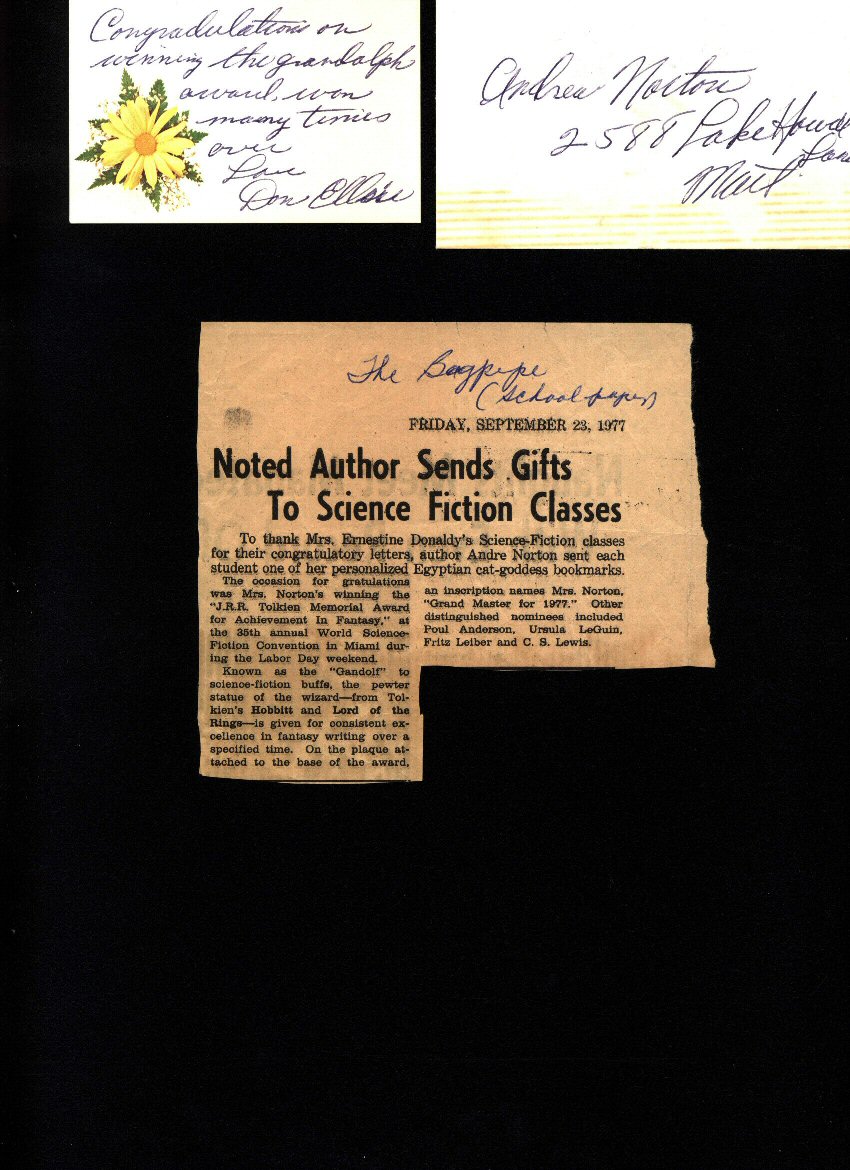 Congradulations on
winning the grandolph
award, won
many times
over
Love
Don
Andrea Norton
2588 Lake Howell
Lane
Mait
The Bagpipe
(school paper)
FRIDAY, SEPTEMBER 23, 1977
Noted Author Sends Gifts
To Science Fiction Classes
To thank Mrs. Ernestine Donaldy's Science-Fiction classes
for their congratulatory letters, author Andre Norton sent each
student one of her personalized Egyptian cat-goddess bookmarks.
The occasion for gratulations
was Mrs. Norton's winning the
"J.R.R. Tolkien Memorial Award
for Achievement In Fantasy," at
the 35th annual World Science-
Fiction Convention in Miami dur-
ing the Labor Day weekend.
Known as the "Gandolf" to
science-fiction buffs, the pewter
statue of the wizard—from Tol-
kien's Hobbitt and Lord of the
Rings—is given for consistent ex-
cellence in fantasy writing over a
specified time. On the plaque at-
tached to the base of the award,
an inscription names Mrs. Norton,
"Grand Master for 1977." Other
distinguished nominees included
Poul Anderson, Ursula LeGuin,
Fritz Leiber and C. S. Lewis.